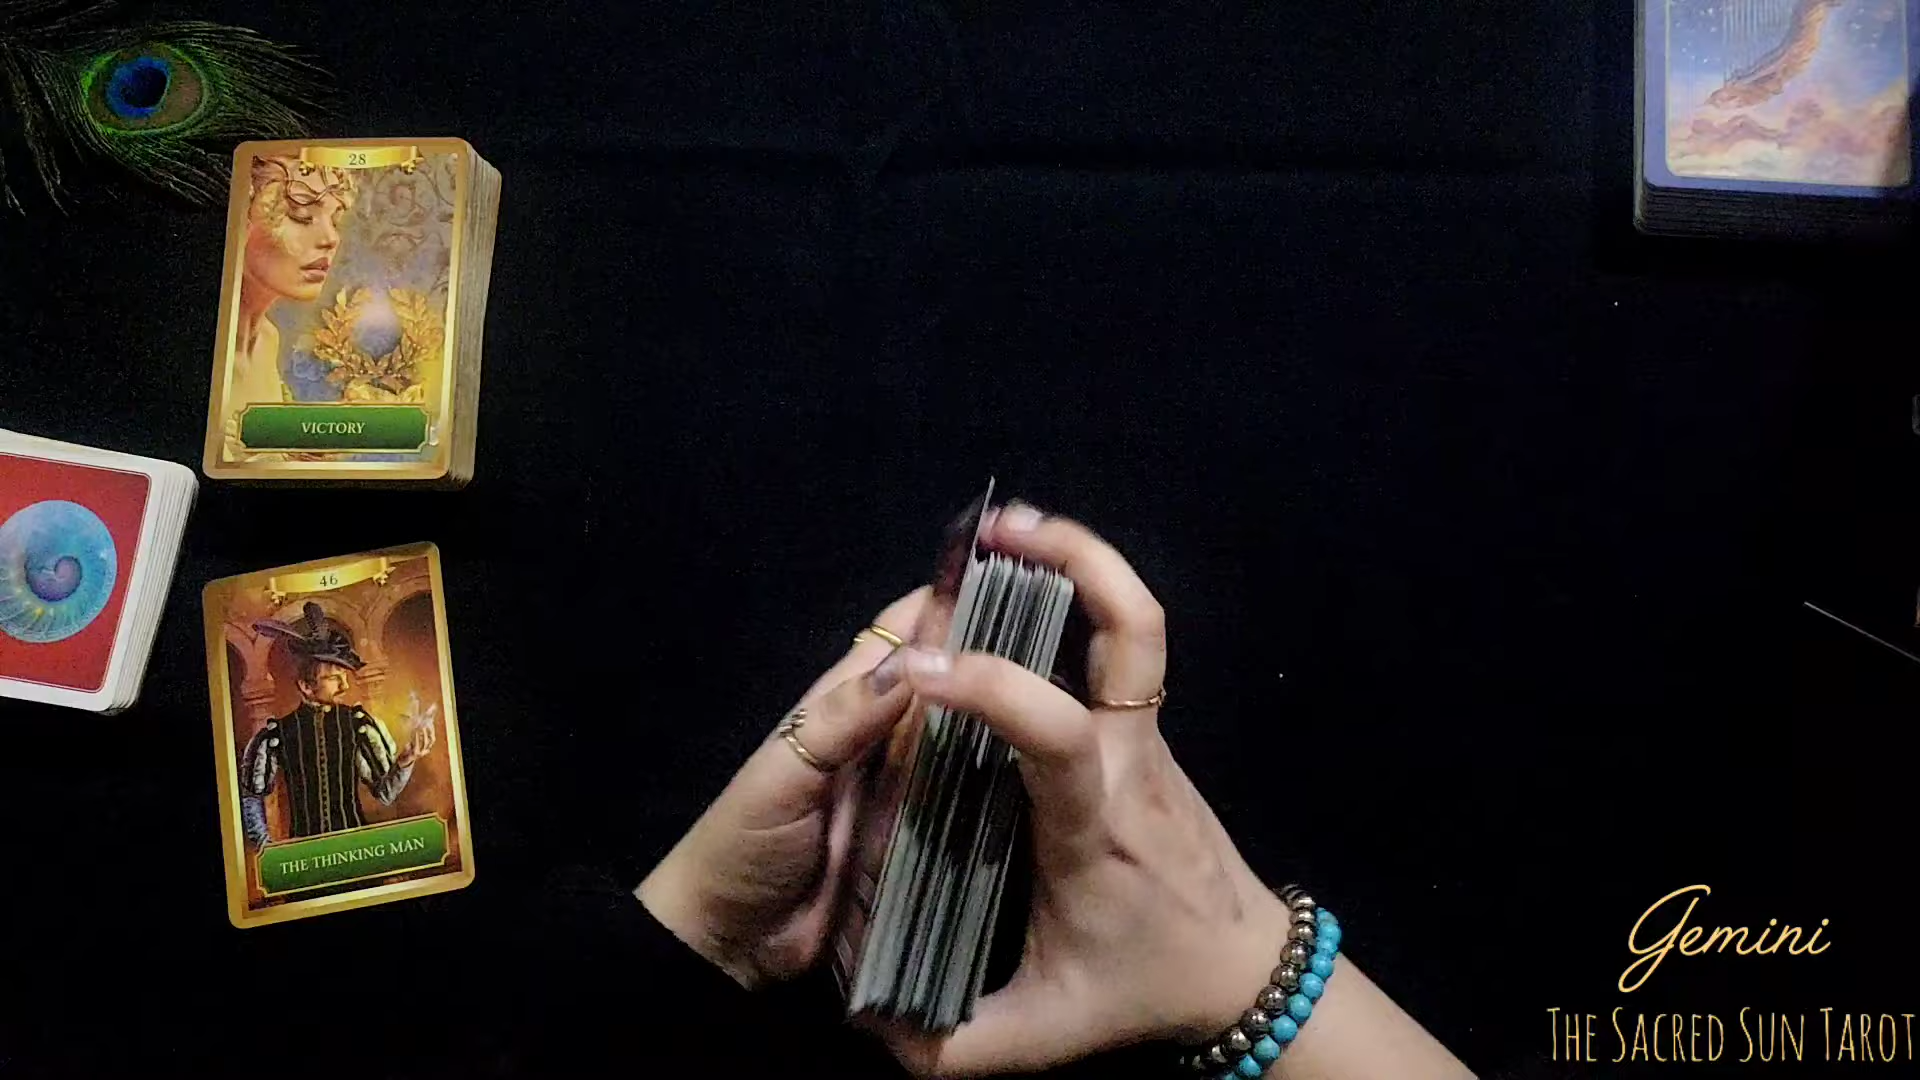 28
VICTORY
46
THE THINKING MAN
Gemini
THE SACRED SUN TAROT